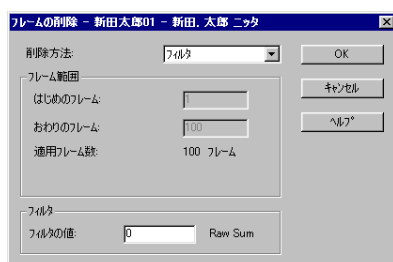 フレームの削除 - 新田太郎01 - 新田, 太郎 ニッタ
削除方法: フィルタ OK
フレーム範囲 キャンセル
はじめのフレーム: 1 ヘルプ
おわりのフレーム: 100
適用フレーム数: 100 フレーム
フィルタ
フィルタの値: 0 Raw Sum